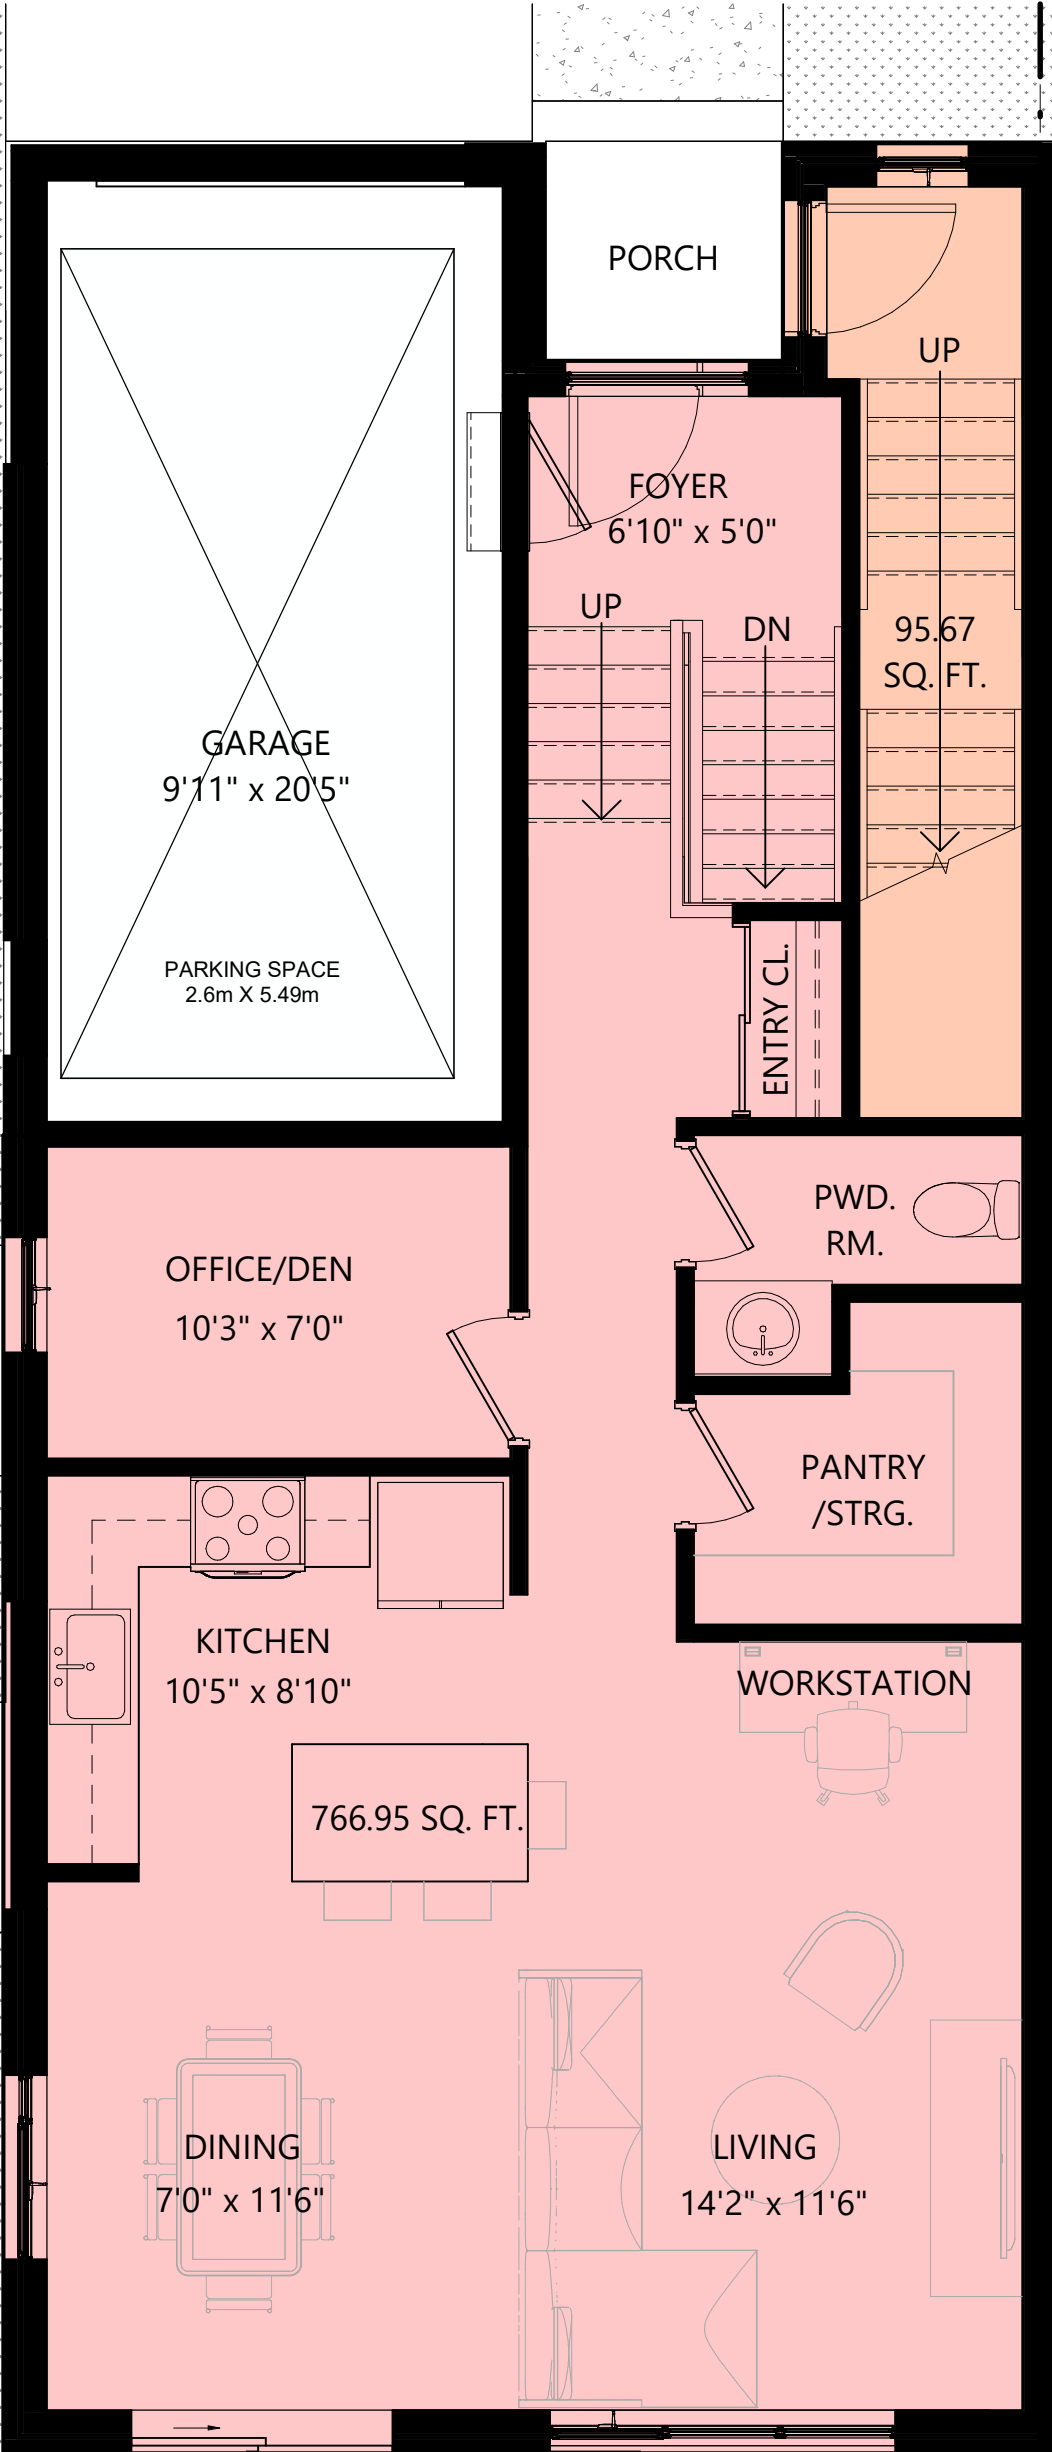 PORCH
UP
FOYER
6'10" x 5'0"
UP
DN
95.67
SQ. FT.
GARAGE
9'11" x 20'5"
PARKING SPACE
2.6m X 5.49m
ENTRY CL.
PWD.
RM.
OFFICE/DEN
10'3" x 7'0"
PANTRY
/STRG.
KITCHEN
10'5" x 8'10"
WORKSTATION
766.95 SQ. FT.
DINING
7'0" x 11'6"
LIVING
14'2" x 11'6"